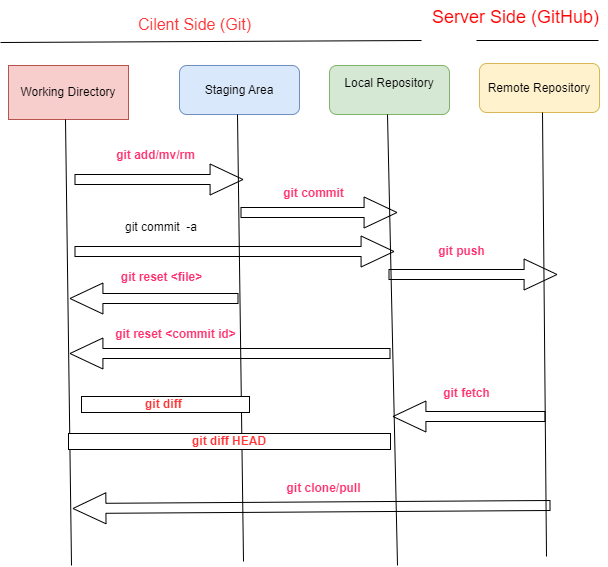 Cilent Side (Git)
Server Side (GitHub)
Working Directory
Staging Area
Local Repository
Remote Repository
git add/mv/rm
git commit
git commit -a
git push
git reset <file>
git reset <commit id>
git diff
git fetch
git diff HEAD
git clone/pull